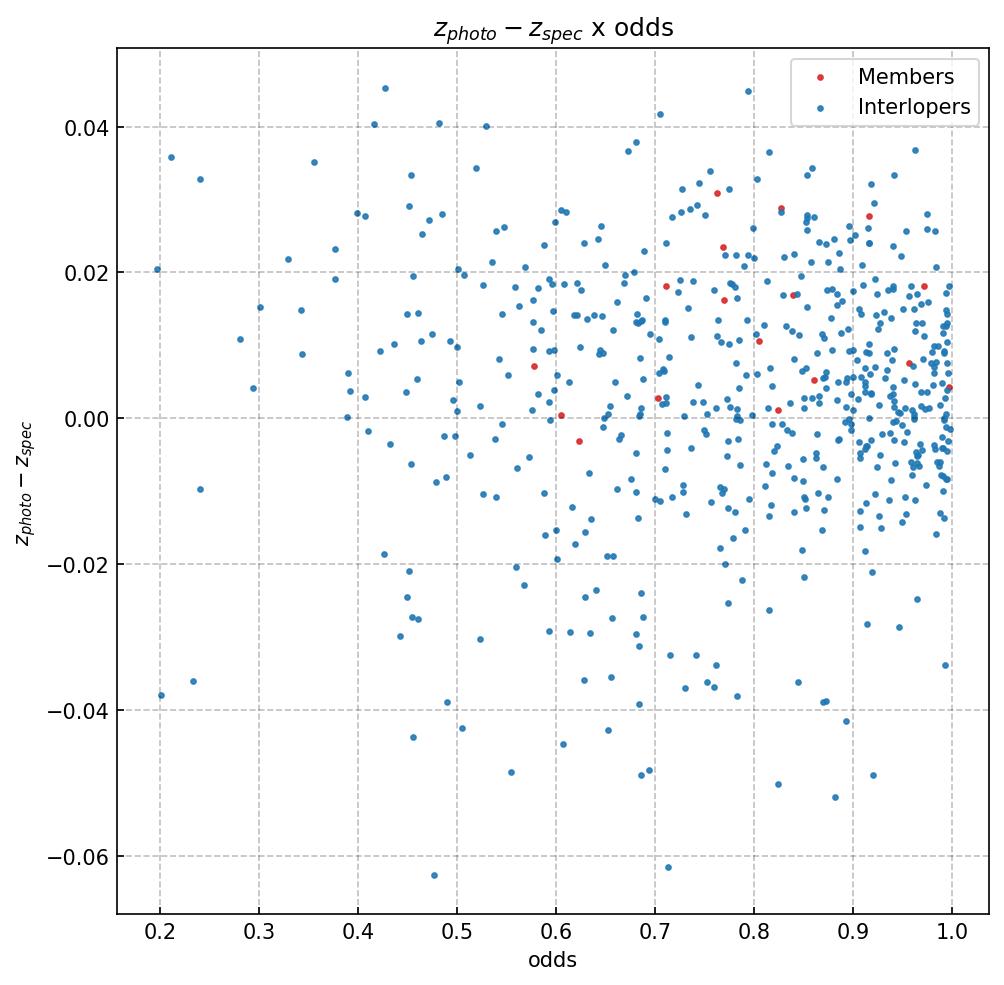 z_photo − z_spec x odds
Members
Interlopers
z_photo − z_spec
0.04
0.02
0.00
−0.02
−0.04
−0.06
0.2 0.3 0.4 0.5 0.6 0.7 0.8 0.9 1.0
odds